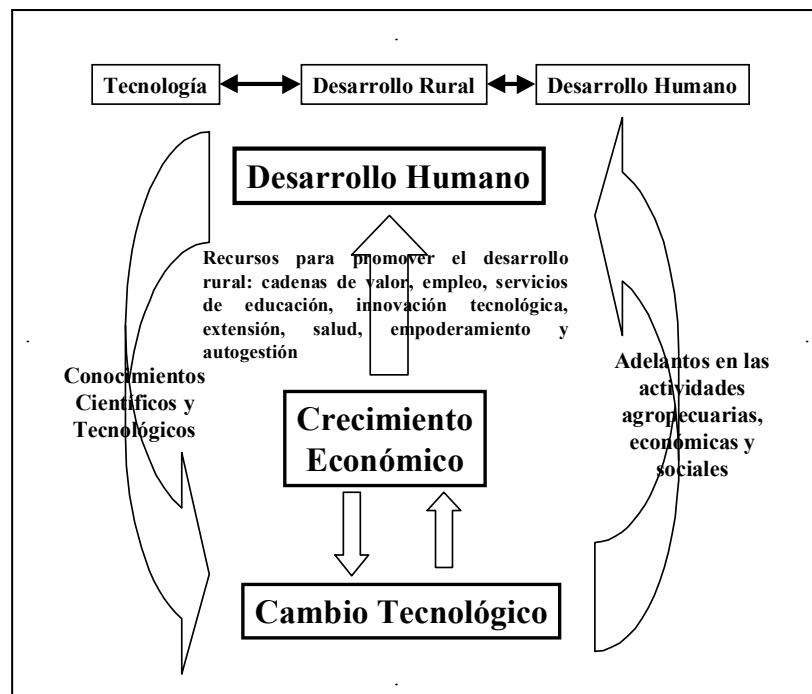 Tecnología
Desarrollo Rural
Desarrollo Humano
Desarrollo Humano
Recursos para promover el desarrollo
rural: cadenas de valor, empleo, servicios
de educación, innovación tecnológica,
extensión, salud, empoderamiento y
autogestión
Conocimientos
Científicos y
Tecnológicos
Adelantos en las
actividades
agropecuarias,
económicas y
sociales
Crecimiento
Económico
Cambio Tecnológico